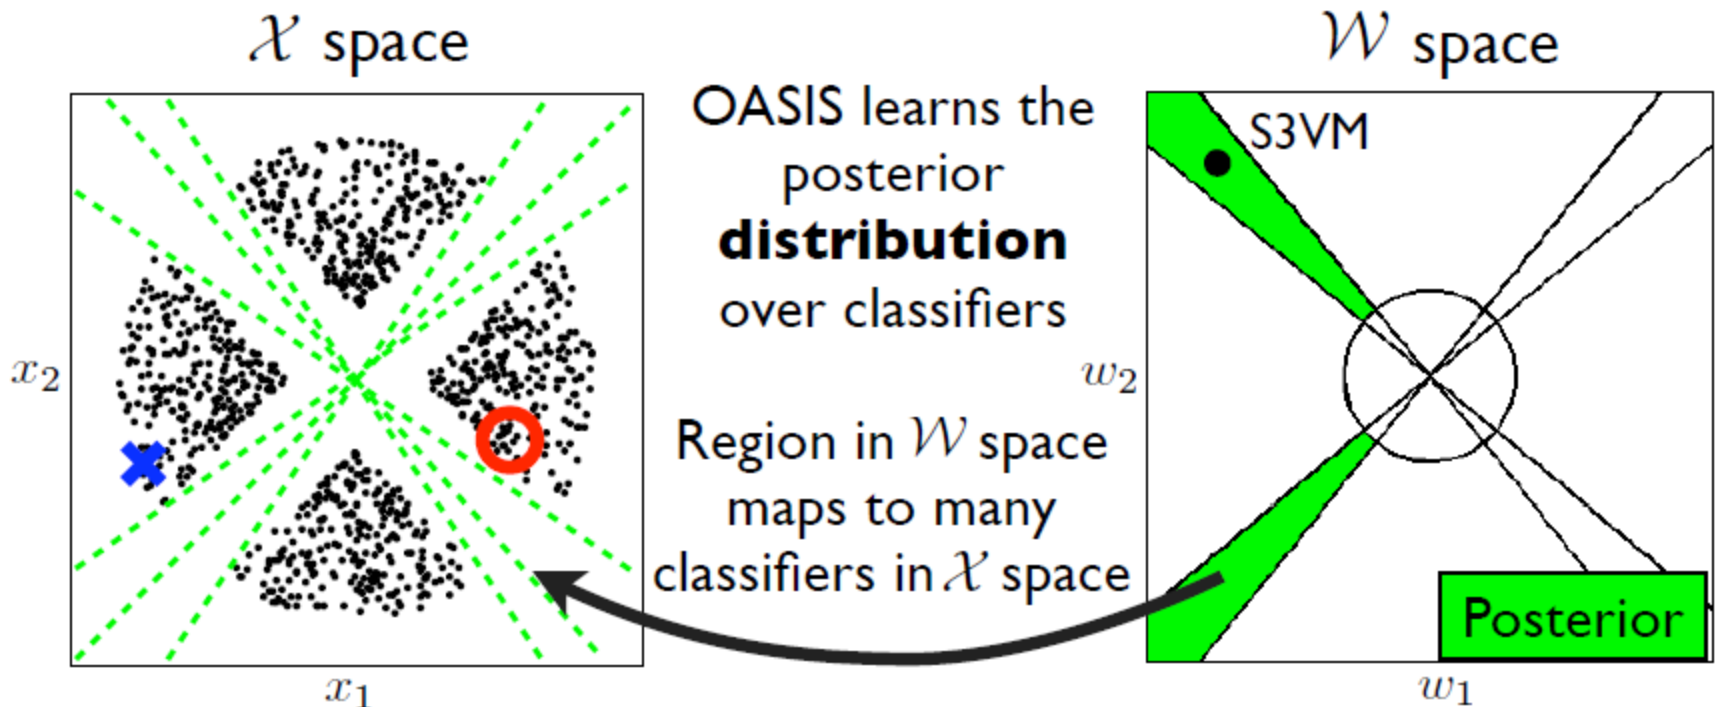 𝒳 space
x₂
x₁
OASIS learns the
posterior
distribution
over classifiers
Region in 𝒲 space
maps to many
classifiers in 𝒳 space
𝒲 space
S3VM
w₂
Posterior
w₁